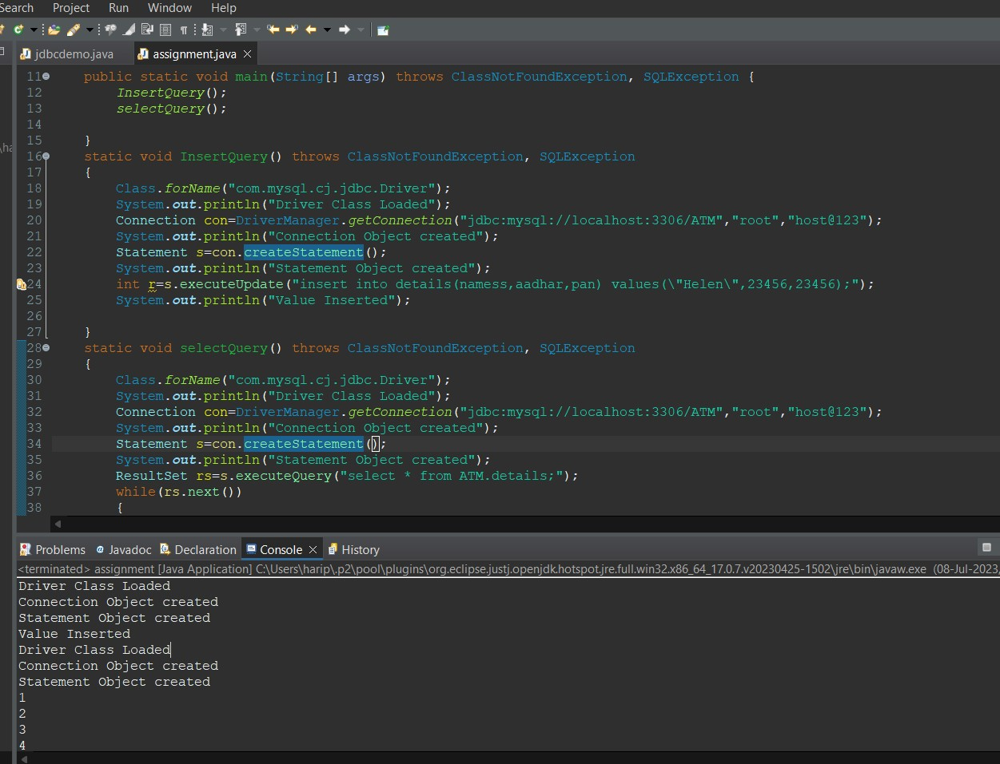 Search Project Run Window Help
jdbcdemo.java assignment.java
11 public static void main(String[] args) throws ClassNotFoundException, SQLException {
12 InsertQuery();
13 selectQuery();
14
15 }
16 static void InsertQuery() throws ClassNotFoundException, SQLException
17 {
18 Class.forName("com.mysql.cj.jdbc.Driver");
19 System.out.println("Driver Class Loaded");
20 Connection con=DriverManager.getConnection("jdbc:mysql://localhost:3306/ATM","root","host@123");
21 System.out.println("Connection Object created");
22 Statement s=con.createStatement();
23 System.out.println("Statement Object created");
24 int r=s.executeUpdate("insert into details(namess,aadhar,pan) values(\"Helen\",23456,23456);");
25 System.out.println("Value Inserted");
26
27 }
28 static void selectQuery() throws ClassNotFoundException, SQLException
29 {
30 Class.forName("com.mysql.cj.jdbc.Driver");
31 System.out.println("Driver Class Loaded");
32 Connection con=DriverManager.getConnection("jdbc:mysql://localhost:3306/ATM","root","host@123");
33 System.out.println("Connection Object created");
34 Statement s=con.createStatement();
35 System.out.println("Statement Object created");
36 ResultSet rs=s.executeQuery("select * from ATM.details;");
37 while(rs.next())
38 {
\ha
Problems Javadoc Declaration Console History
<terminated> assignment [Java Application] C:\Users\harip\.p2\pool\plugins\org.eclipse.justj.openjdk.hotspot.jre.full.win32.x86_64_17.0.7.v20230425-1502\jre\bin\javaw.exe (08-Jul-2023,
Driver Class Loaded
Connection Object created
Statement Object created
Value Inserted
Driver Class Loaded
Connection Object created
Statement Object created
1
2
3
4